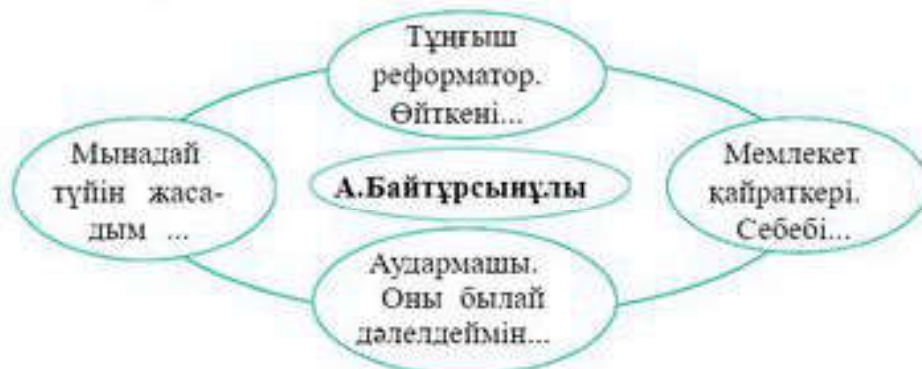 Тұңғыш
реформатор.
Өйткені...
Мынадай
түйін жаса-
дым ...
А.Байтұрсынұлы
Мемлекет
қайраткері.
Себебі...
Аудармашы.
Оны былай
дәлелдеймін...